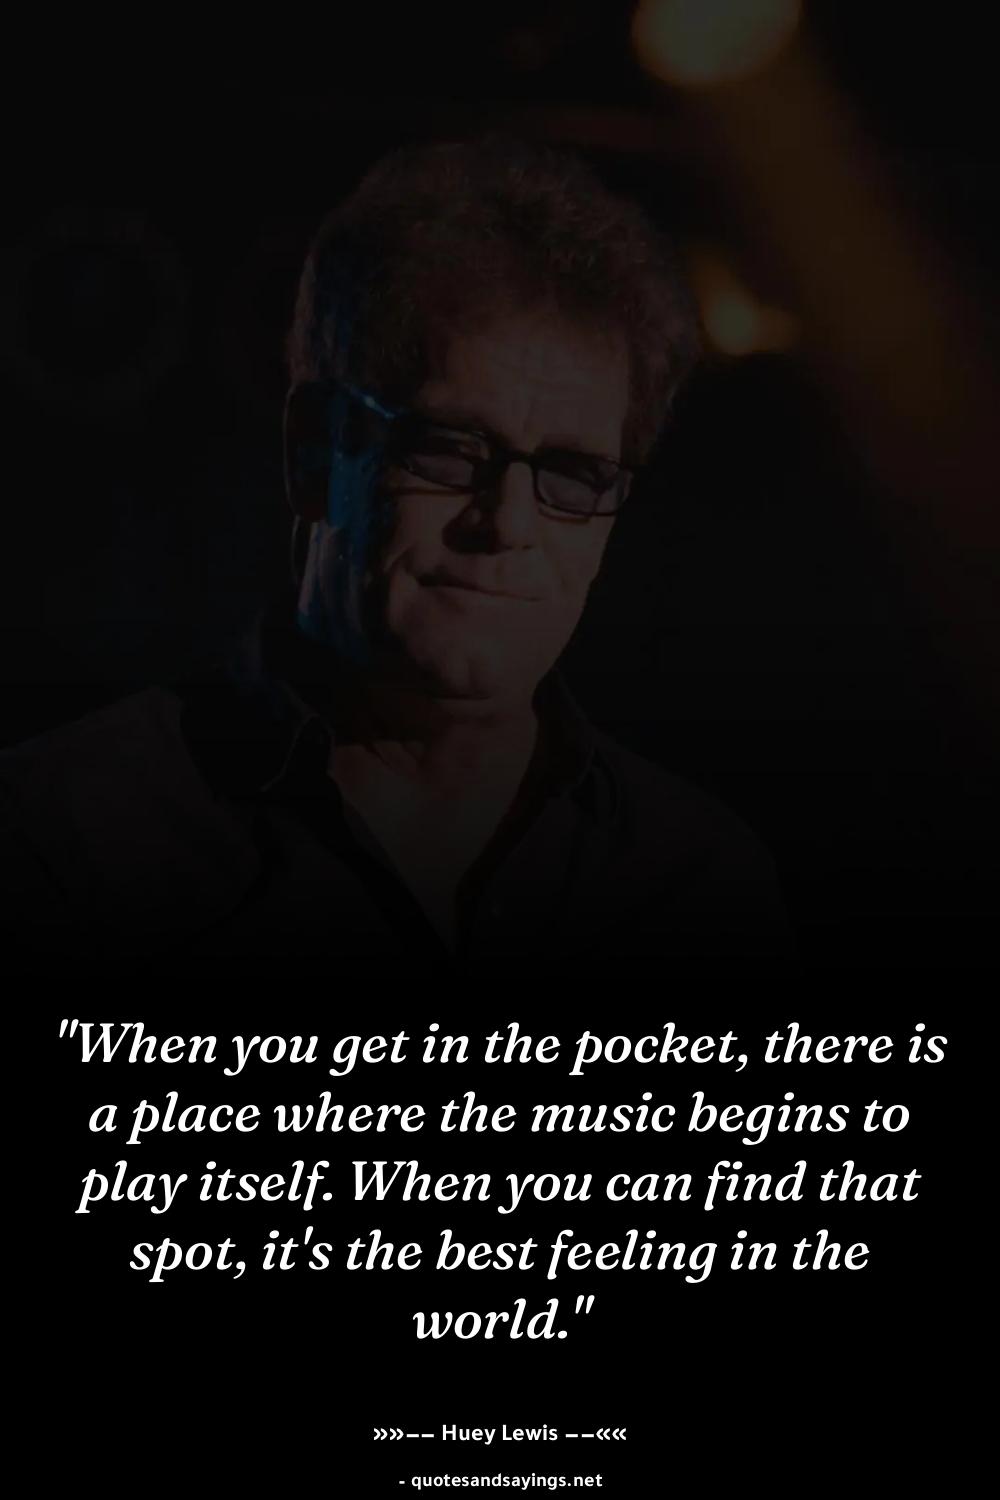 "When you get in the pocket, there is
a place where the music begins to
play itself. When you can find that
spot, it's the best feeling in the
world."
»»–– Huey Lewis ––««
- quotesandsayings.net